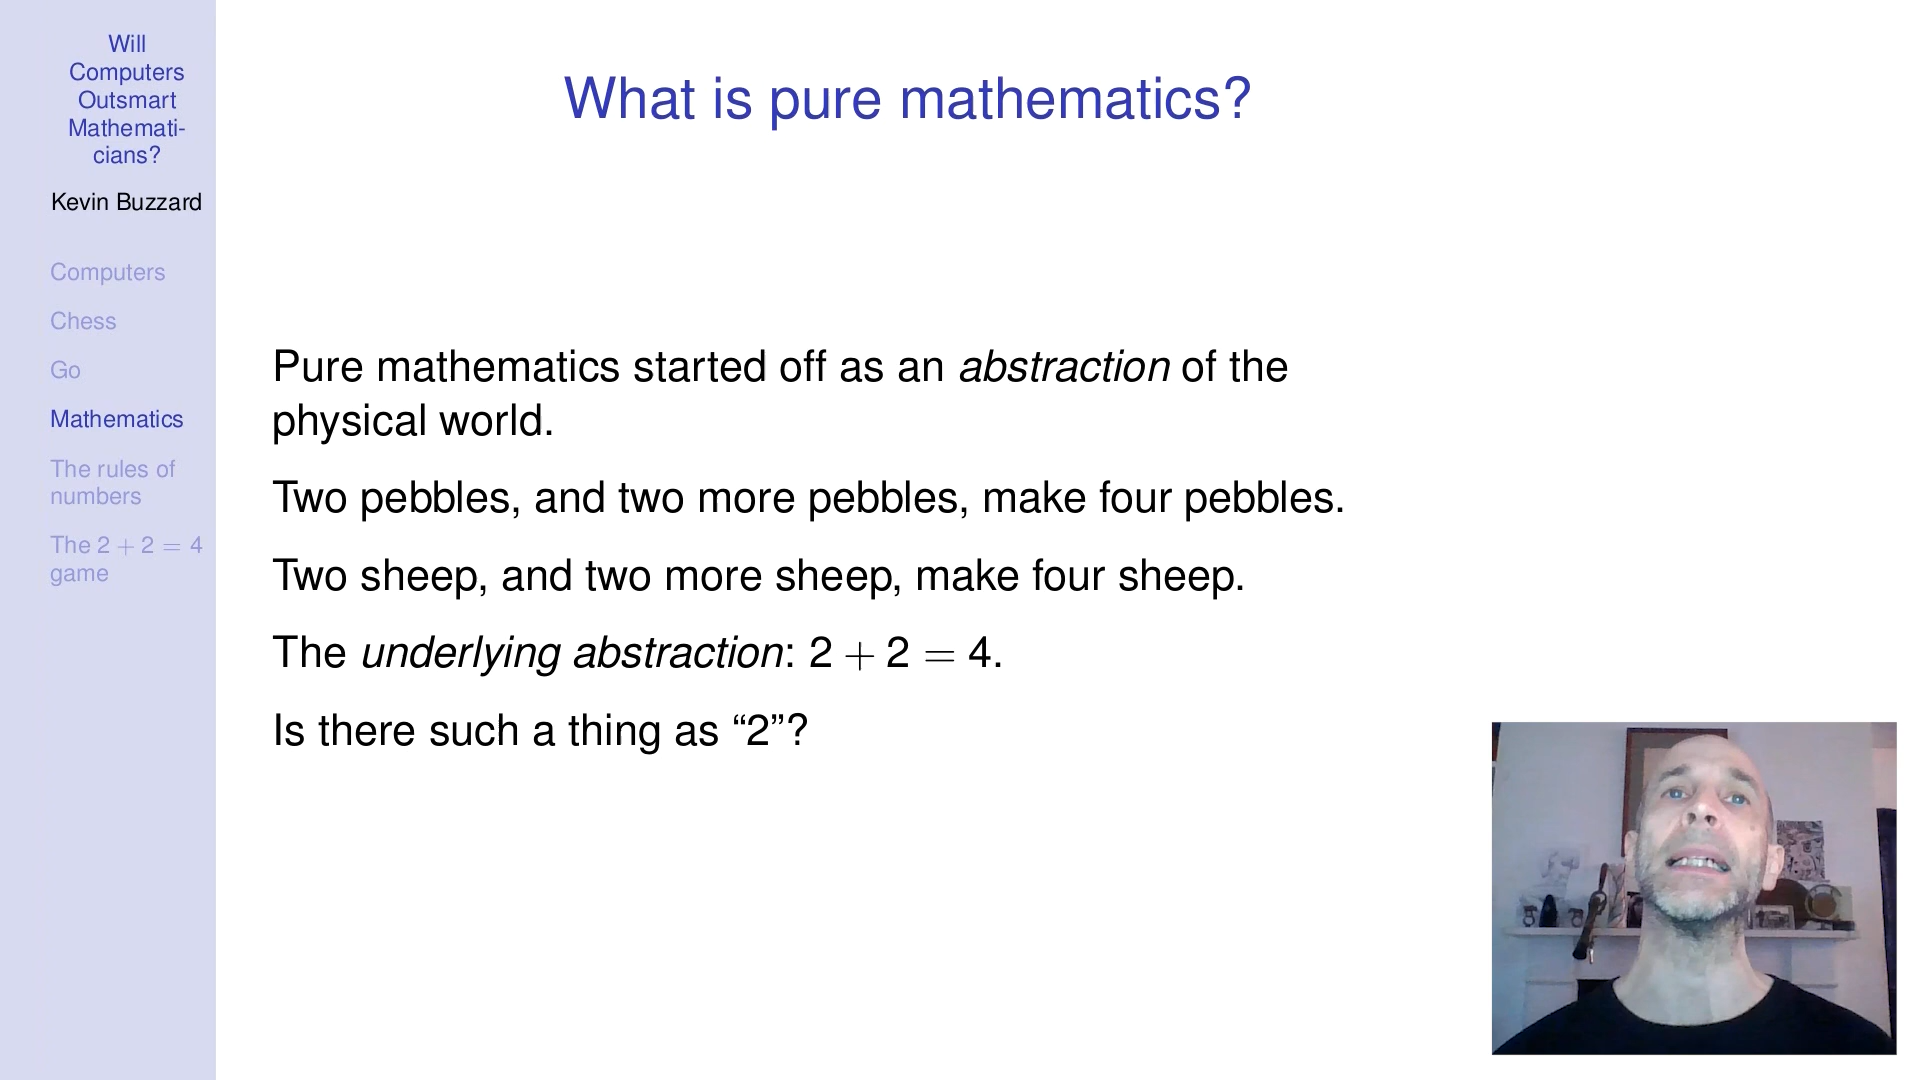 Will
Computers
Outsmart
Mathemati-
cians?
Kevin Buzzard
Computers
Chess
Go
Mathematics
The rules of
numbers
The 2 + 2 = 4
game
What is pure mathematics?
Pure mathematics started off as an abstraction of the
physical world.
Two pebbles, and two more pebbles, make four pebbles.
Two sheep, and two more sheep, make four sheep.
The underlying abstraction: 2 + 2 = 4.
Is there such a thing as “2”?